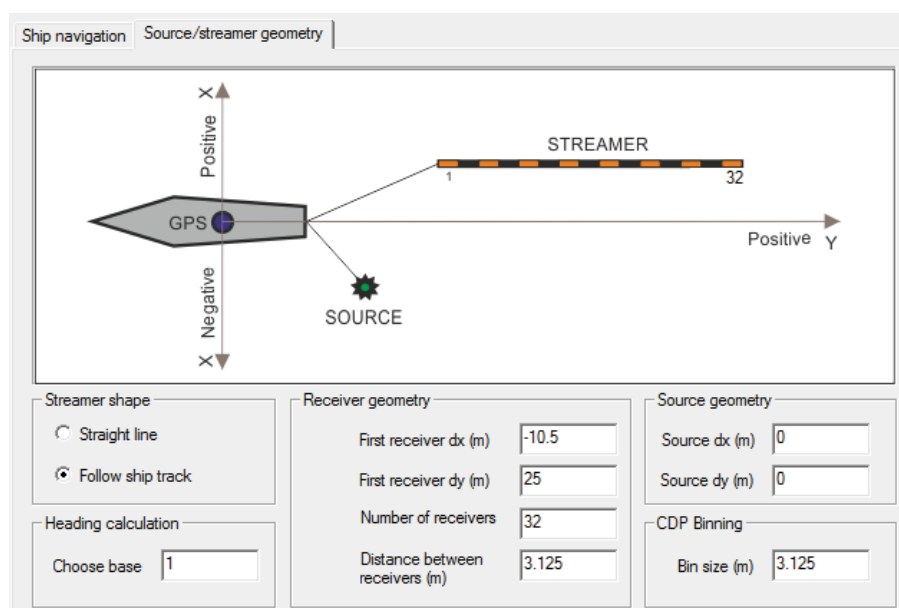 Ship navigation
Source/streamer geometry
X
Positive
STREAMER
1
32
GPS
Positive Y
Negative
X
SOURCE
Streamer shape
Straight line
Follow ship track
Heading calculation
Choose base 1
Receiver geometry
First receiver dx (m) -10.5
First receiver dy (m) 25
Number of receivers 32
Distance between
receivers (m) 3.125
Source geometry
Source dx (m) 0
Source dy (m) 0
CDP Binning
Bin size (m) 3.125